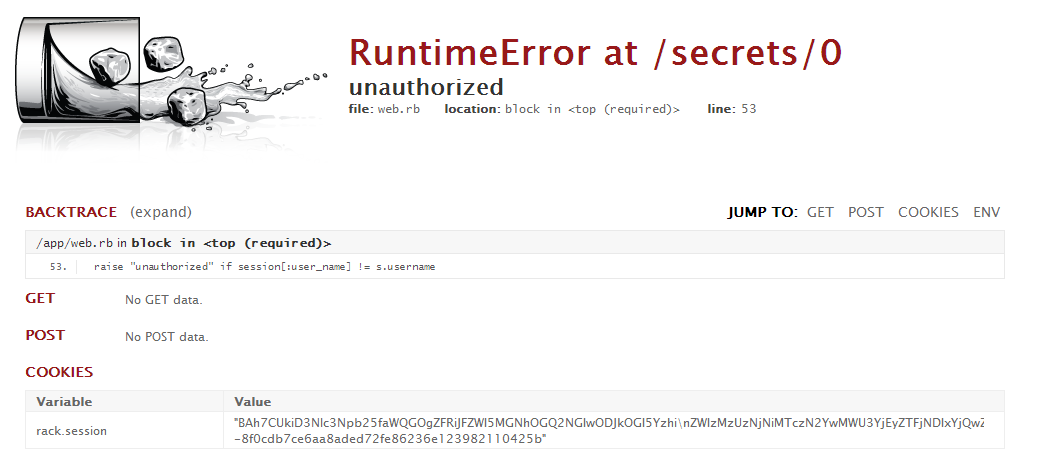 RuntimeError at /secrets/0
unauthorized
file: web.rb location: block in <top (required)> line: 53
BACKTRACE (expand) JUMP TO: GET POST COOKIES ENV
/app/web.rb in block in <top (required)>
53. raise "unauthorized" if session[:user_name] != s.username
GET No GET data.
POST No POST data.
COOKIES
Variable Value
rack.session "BAh7CUkiD3Nlc3Npb25faWQGOgZFRiJFZWI5MGNhOGQ2NGIwODJkOGI5Yzhi\nZWIzMzUzNjNiMTczN2YwMWU3YjEyZTFjNDIxYjQwZ
-8f0cdb7ce6aa8aded72fe86236e123982110425b"